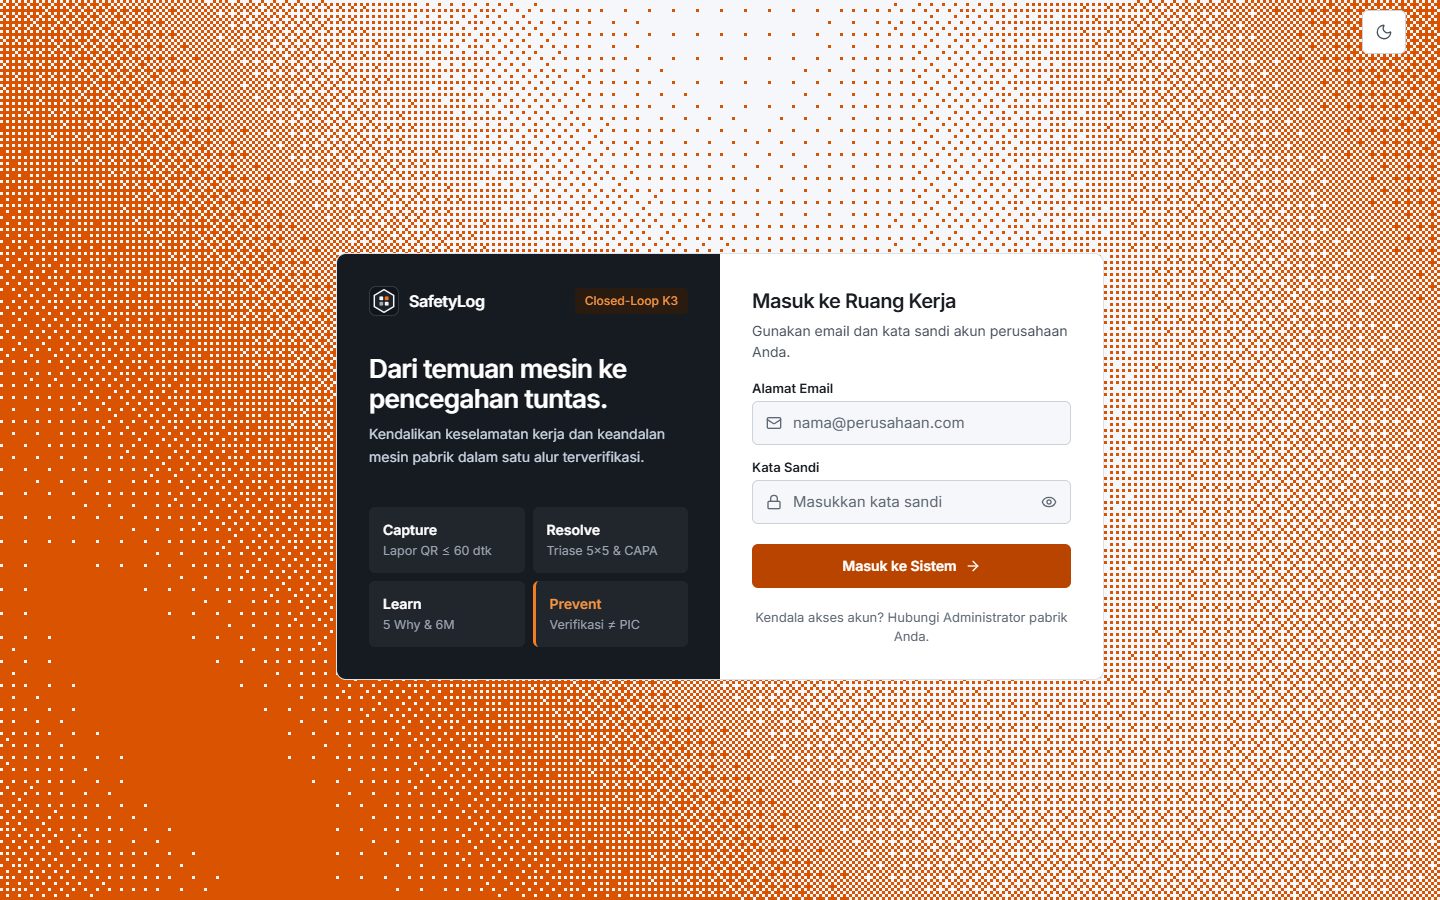 SafetyLog
Closed-Loop K3
Dari temuan mesin ke
pencegahan tuntas.
Kendalikan keselamatan kerja dan keandalan
mesin pabrik dalam satu alur terverifikasi.
Capture
Lapor QR ≤ 60 dtk
Resolve
Triase 5×5 & CAPA
Learn
5 Why & 6M
Prevent
Verifikasi ≠ PIC
Masuk ke Ruang Kerja
Gunakan email dan kata sandi akun perusahaan
Anda.
Alamat Email
nama@perusahaan.com
Kata Sandi
Masukkan kata sandi
Masuk ke Sistem →
Kendala akses akun? Hubungi Administrator pabrik
Anda.